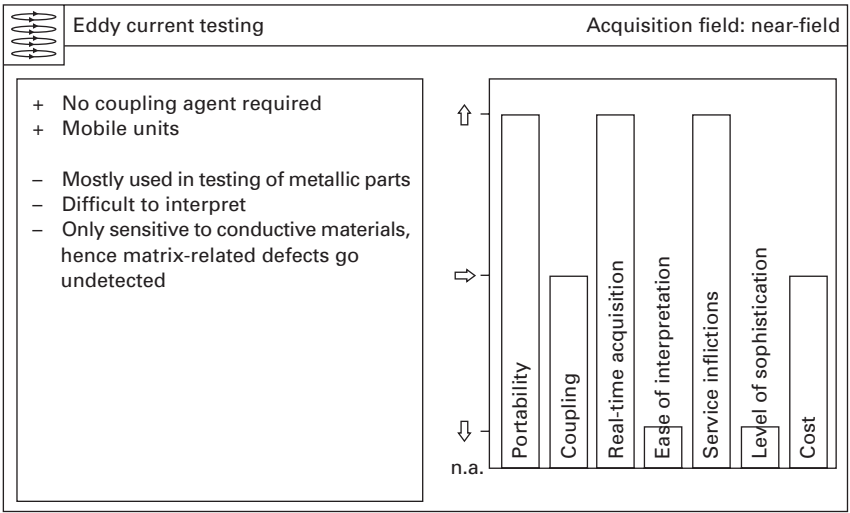 Eddy current testing
Acquisition field: near-field
+ No coupling agent required
+ Mobile units
– Mostly used in testing of metallic parts
– Difficult to interpret
– Only sensitive to conductive materials,
hence matrix-related defects go
undetected
n.a.
Portability
Coupling
Real-time acquisition
Ease of interpretation
Service inflictions
Level of sophistication
Cost